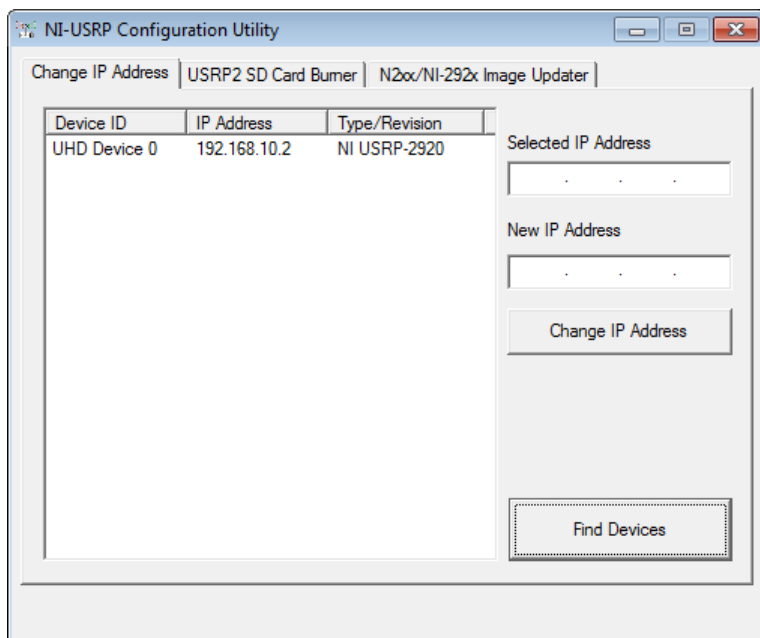 NI-USRP Configuration Utility
Change IP Address USRP2 SD Card Burner N2xx/NI-292x Image Updater
Device ID IP Address Type/Revision
UHD Device 0 192.168.10.2 NI USRP-2920
Selected IP Address
. . .
New IP Address
. . .
Change IP Address
Find Devices